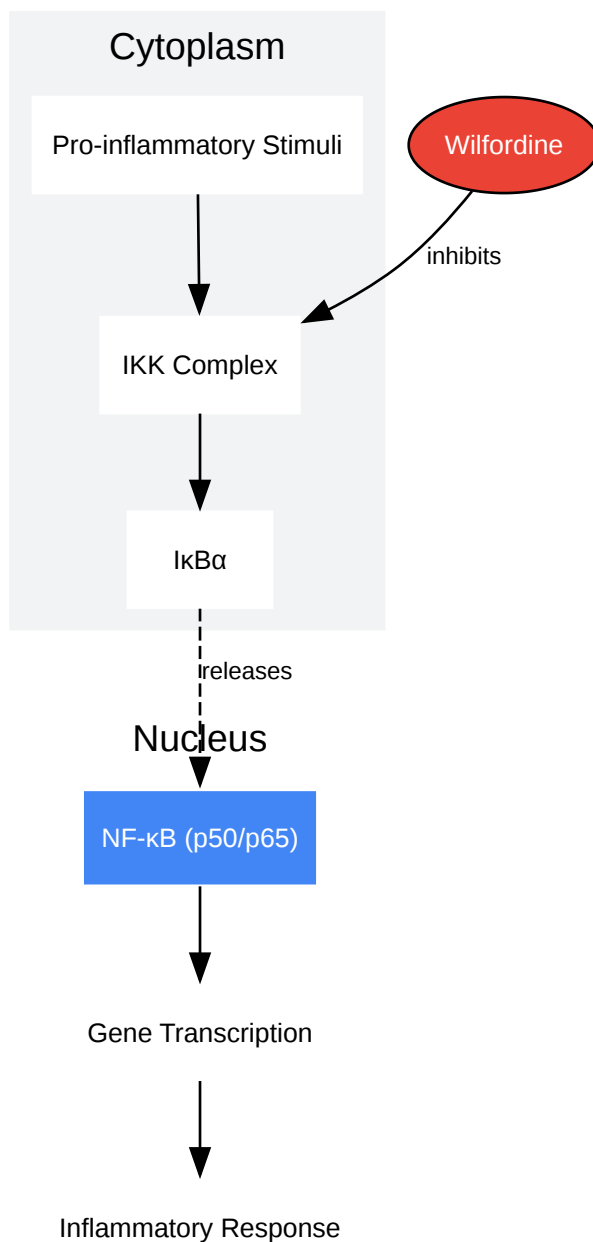 Cytoplasm
Pro-inflammatory Stimuli
Wilfordine
inhibits
IKK Complex
IκBα
releases
Nucleus
NF-κB (p50/p65)
Gene Transcription
Inflammatory Response